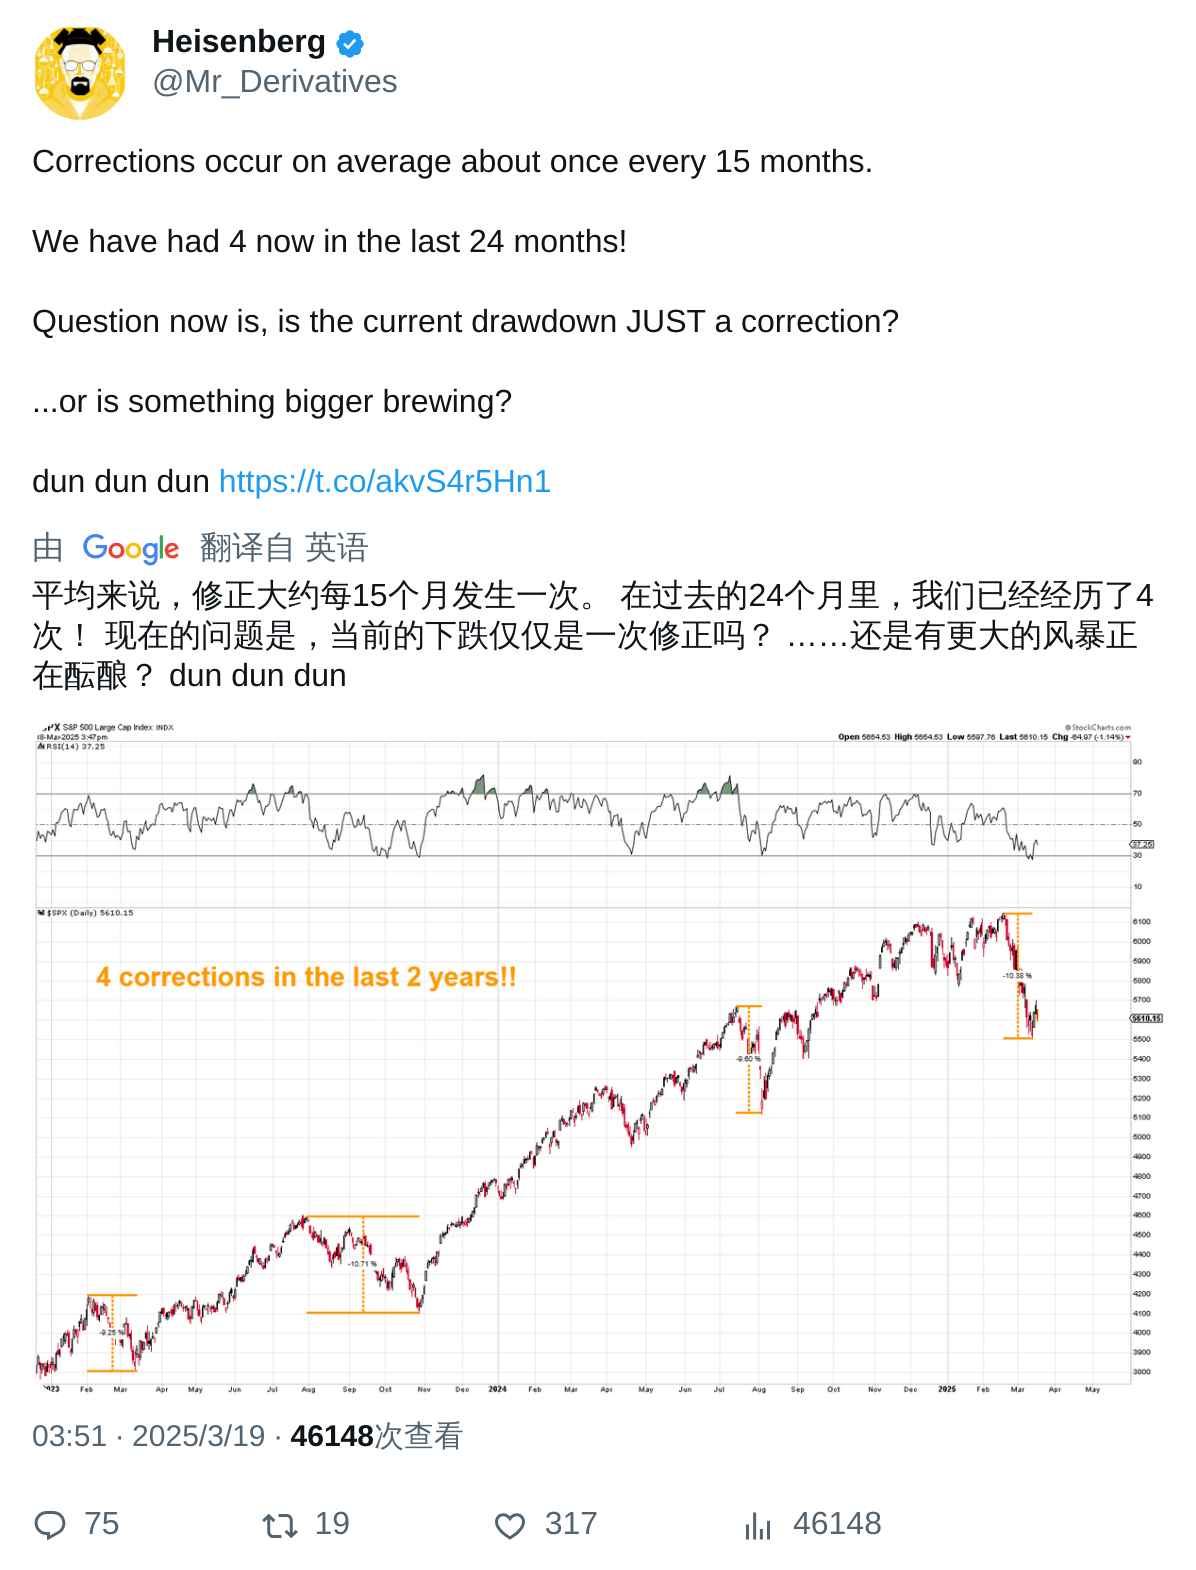 Heisenberg
@Mr_Derivatives
Corrections occur on average about once every 15 months.
We have had 4 now in the last 24 months!
Question now is, is the current drawdown JUST a correction?
...or is something bigger brewing?
dun dun dun https://t.co/akvS4r5Hn1
由 Google 翻译自 英语
平均来说，修正大约每15个月发生一次。 在过去的24个月里，我们已经经历了4
次！ 现在的问题是，当前的下跌仅仅是一次修正吗？ ……还是有更大的风暴正
在酝酿？ dun dun dun
S&P 500 Large Cap Index INDX
© StockCharts.com
18-Mar-2025 3:47pm
Open 5654.53 High 5654.53 Low 5597.76 Last 5610.15 Chg -64.97 (-1.14%)
RSI(14) 37.25
90
70
50
37.25
30
10
$SPX (Daily) 5610.15
6100
4 corrections in the last 2 years!!
6000
5900
-10.38 %
5800
5700
5610.15
5500
-9.60 %
5400
5300
5200
5100
5000
4900
4800
4700
4600
4500
-10.71 %
4400
4300
4200
4100
-9.25 %
4000
3900
3800
Feb Mar Apr May Jun Jul Aug Sep Oct Nov Dec 2024 Feb Mar Apr May Jun Jul Aug Sep Oct Nov Dec 2025 Feb Mar Apr May
03:51 · 2025/3/19 · 46148次查看
75 19 317 46148